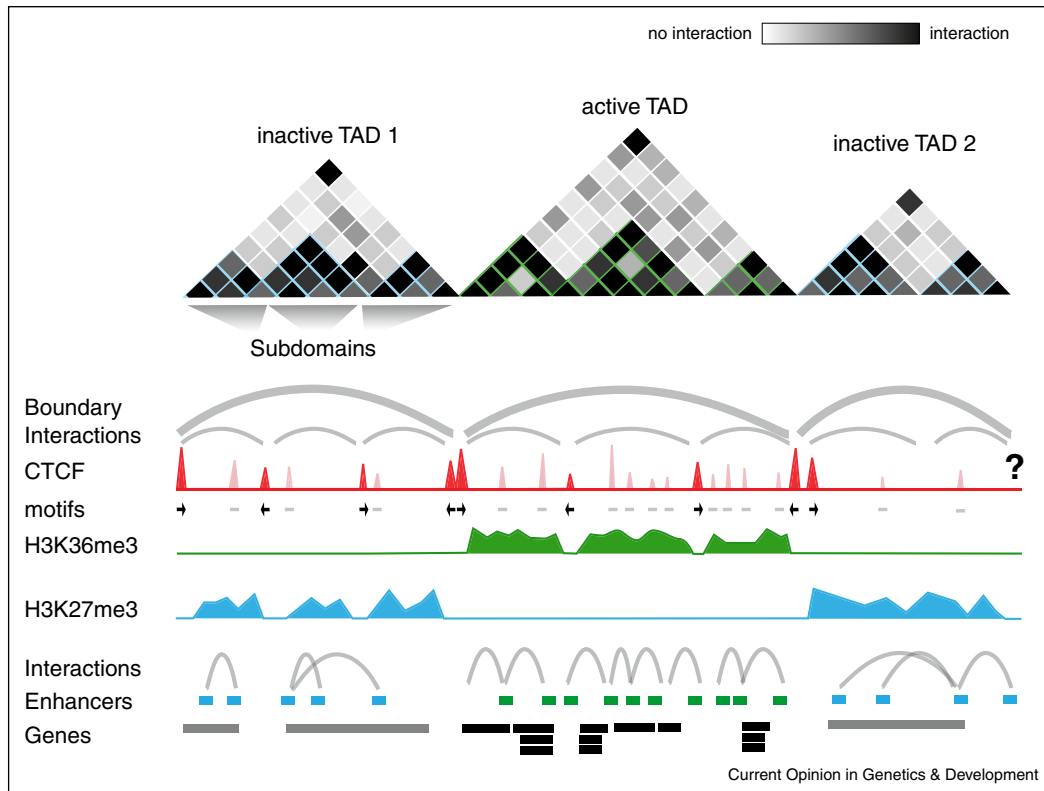 no interaction
interaction
active TAD
inactive TAD 1
inactive TAD 2
Subdomains
Boundary
Interactions
CTCF
?
motifs
H3K36me3
H3K27me3
Interactions
Enhancers
Genes
Current Opinion in Genetics & Development